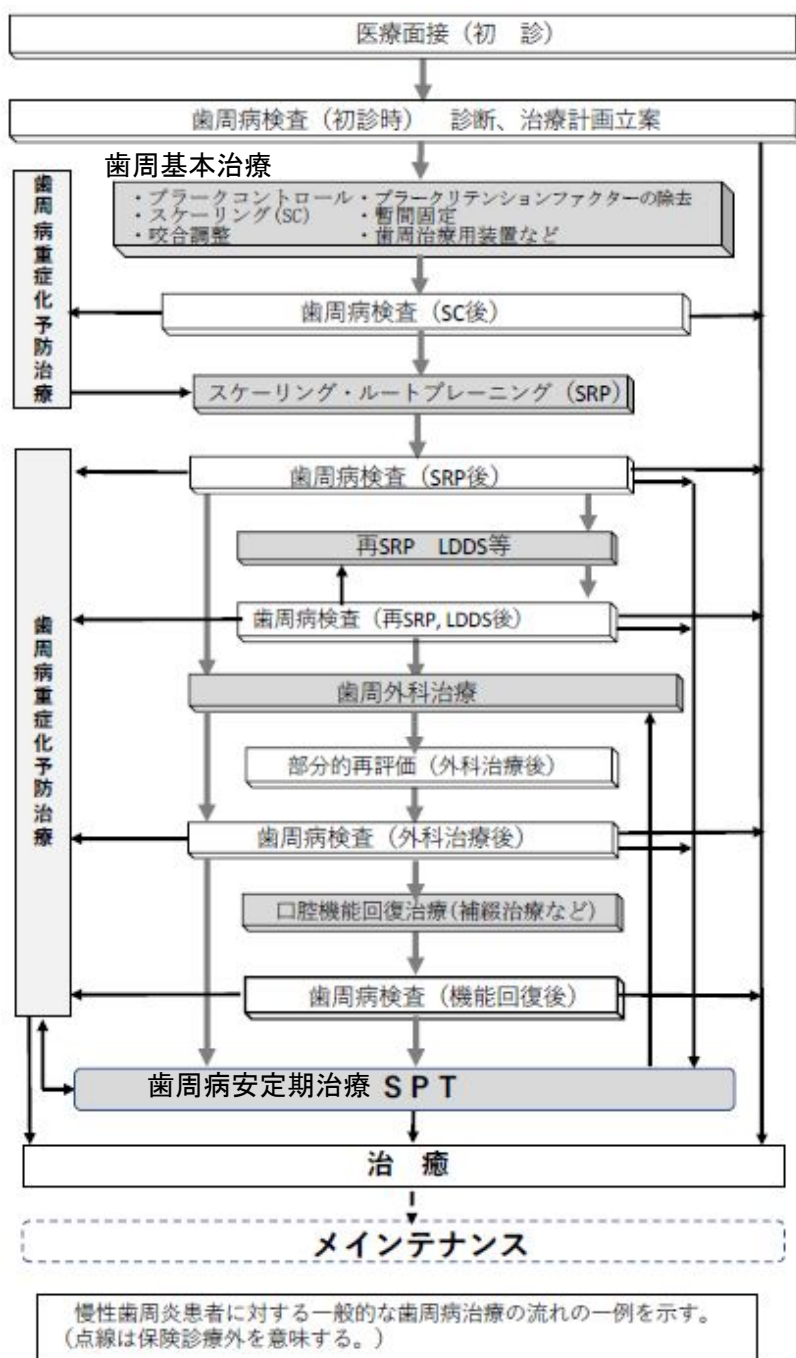 医療面接（初　診）
歯周病検査（初診時）　診断、治療計画立案
歯周基本治療
・プラークコントロール・プラークリテンションファクターの除去
・スケーリング(SC)　・暫間固定
・咬合調整　・歯周治療用装置など
歯周病重症化予防治療
歯周病検査（SC後）
スケーリング・ルートプレーニング（SRP）
歯周病検査（SRP後）
再SRP　LDDS等
歯周病検査（再SRP, LDDS後）
歯周病重症化予防治療
歯周外科治療
部分的再評価（外科治療後）
歯周病検査（外科治療後）
口腔機能回復治療(補綴治療など）
歯周病検査（機能回復後）
歯周病安定期治療 ＳＰＴ
治　癒
メインテナンス
慢性歯周炎患者に対する一般的な歯周病治療の流れの一例を示す。
（点線は保険診療外を意味する。）